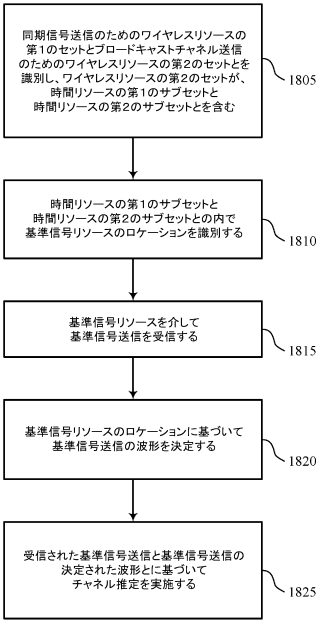 同期信号送信のためのワイヤレスリソースの
第1のセットとブロードキャストチャネル送信
のためのワイヤレスリソースの第2のセットとを
識別し、ワイヤレスリソースの第2のセットが、
時間リソースの第1のサブセットと
時間リソースの第2のサブセットとを含む
1805
時間リソースの第1のサブセットと
時間リソースの第2のサブセットとの内で
基準信号リソースのロケーションを識別する
1810
基準信号リソースを介して
基準信号送信を受信する
1815
基準信号リソースのロケーションに基づいて
基準信号送信の波形を決定する
1820
受信された基準信号送信と基準信号送信の
決定された波形とに基づいて
チャネル推定を実施する
1825